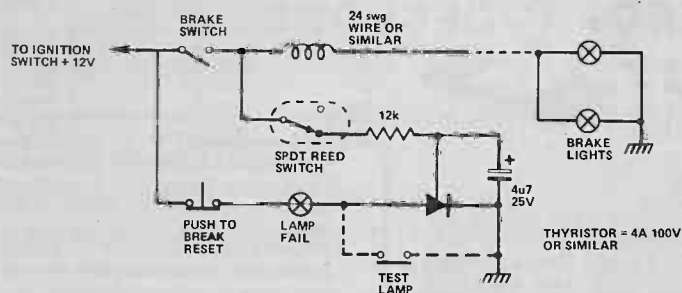 BRAKE
SWITCH
24 swg
WIRE OR
SIMILAR
TO IGNITION
SWITCH + 12V
12k
SPDT REED
SWITCH
BRAKE
LIGHTS
+
4u7
25V
PUSH TO
BREAK
RESET
LAMP
FAIL
TEST
LAMP
THYRISTOR = 4A 100V
OR SIMILAR